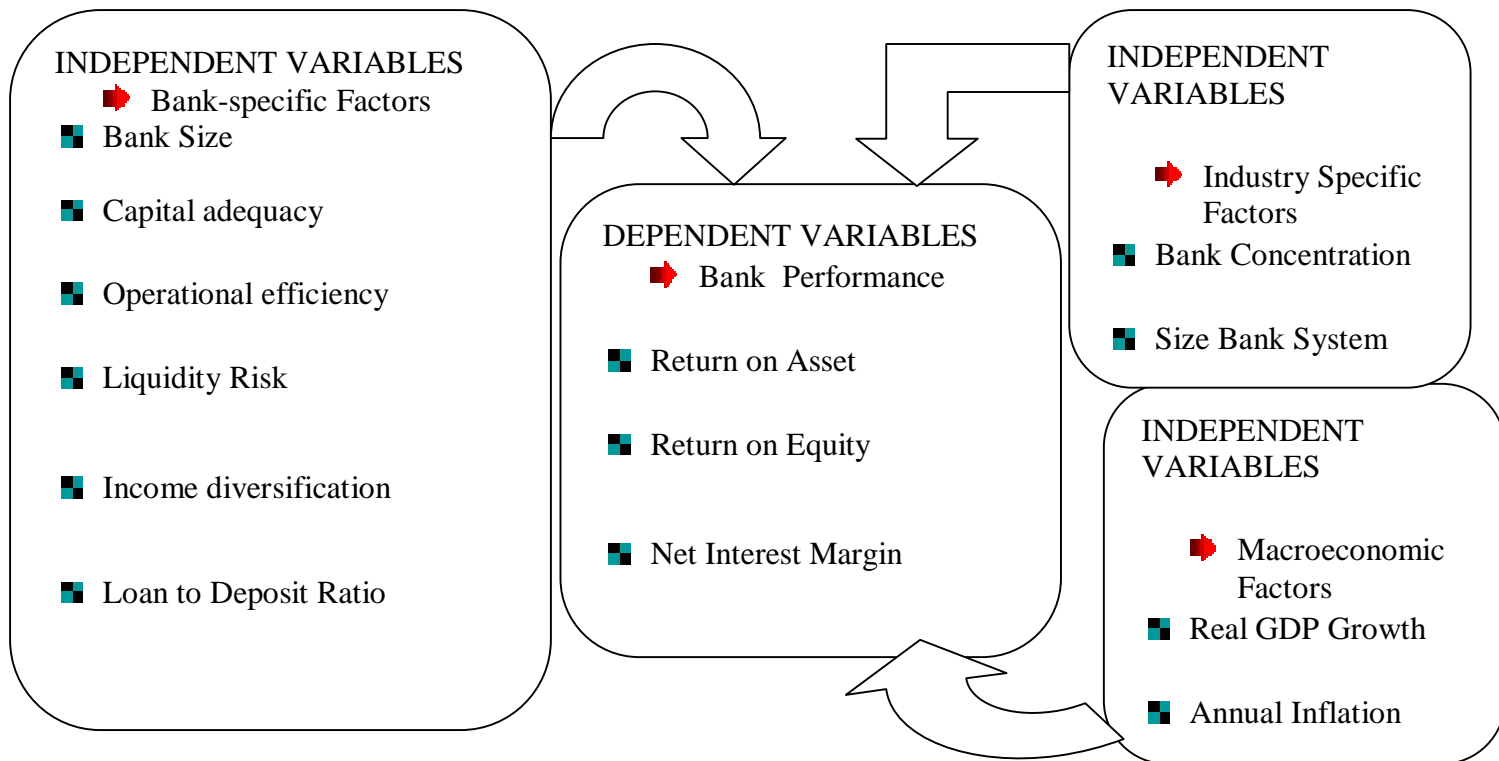 INDEPENDENT VARIABLES
Bank-specific Factors
Bank Size
Capital adequacy
Operational efficiency
Liquidity Risk
Income diversification
Loan to Deposit Ratio
DEPENDENT VARIABLES
Bank Performance
Return on Asset
Return on Equity
Net Interest Margin
INDEPENDENT
VARIABLES
Industry Specific
Factors
Bank Concentration
Size Bank System
INDEPENDENT
VARIABLES
Macroeconomic
Factors
Real GDP Growth
Annual Inflation